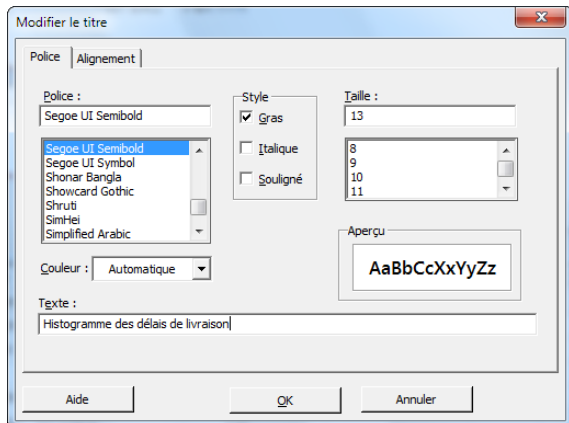 Modifier le titre
Police Alignement
Police :
Segoe UI Semibold
Segoe UI Semibold
Segoe UI Symbol
Shonar Bangla
Showcard Gothic
Shruti
SimHei
Simplified Arabic
Style
Gras
Italique
Souligné
Taille :
13
8
9
10
11
Couleur : Automatique
Aperçu
AaBbCcXxYyZz
Texte :
Histogramme des délais de livraison
Aide OK Annuler